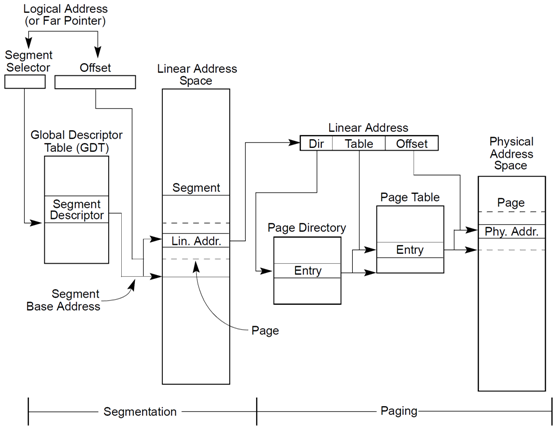 Logical Address
(or Far Pointer)
Segment
Selector
Offset
Linear Address
Space
Global Descriptor
Table (GDT)
Segment
Descriptor
Segment
Lin. Addr.
Segment
Base Address
Page
Linear Address
Dir
Table
Offset
Page Directory
Entry
Page Table
Entry
Physical
Address
Space
Page
Phy. Addr.
Segmentation
Paging